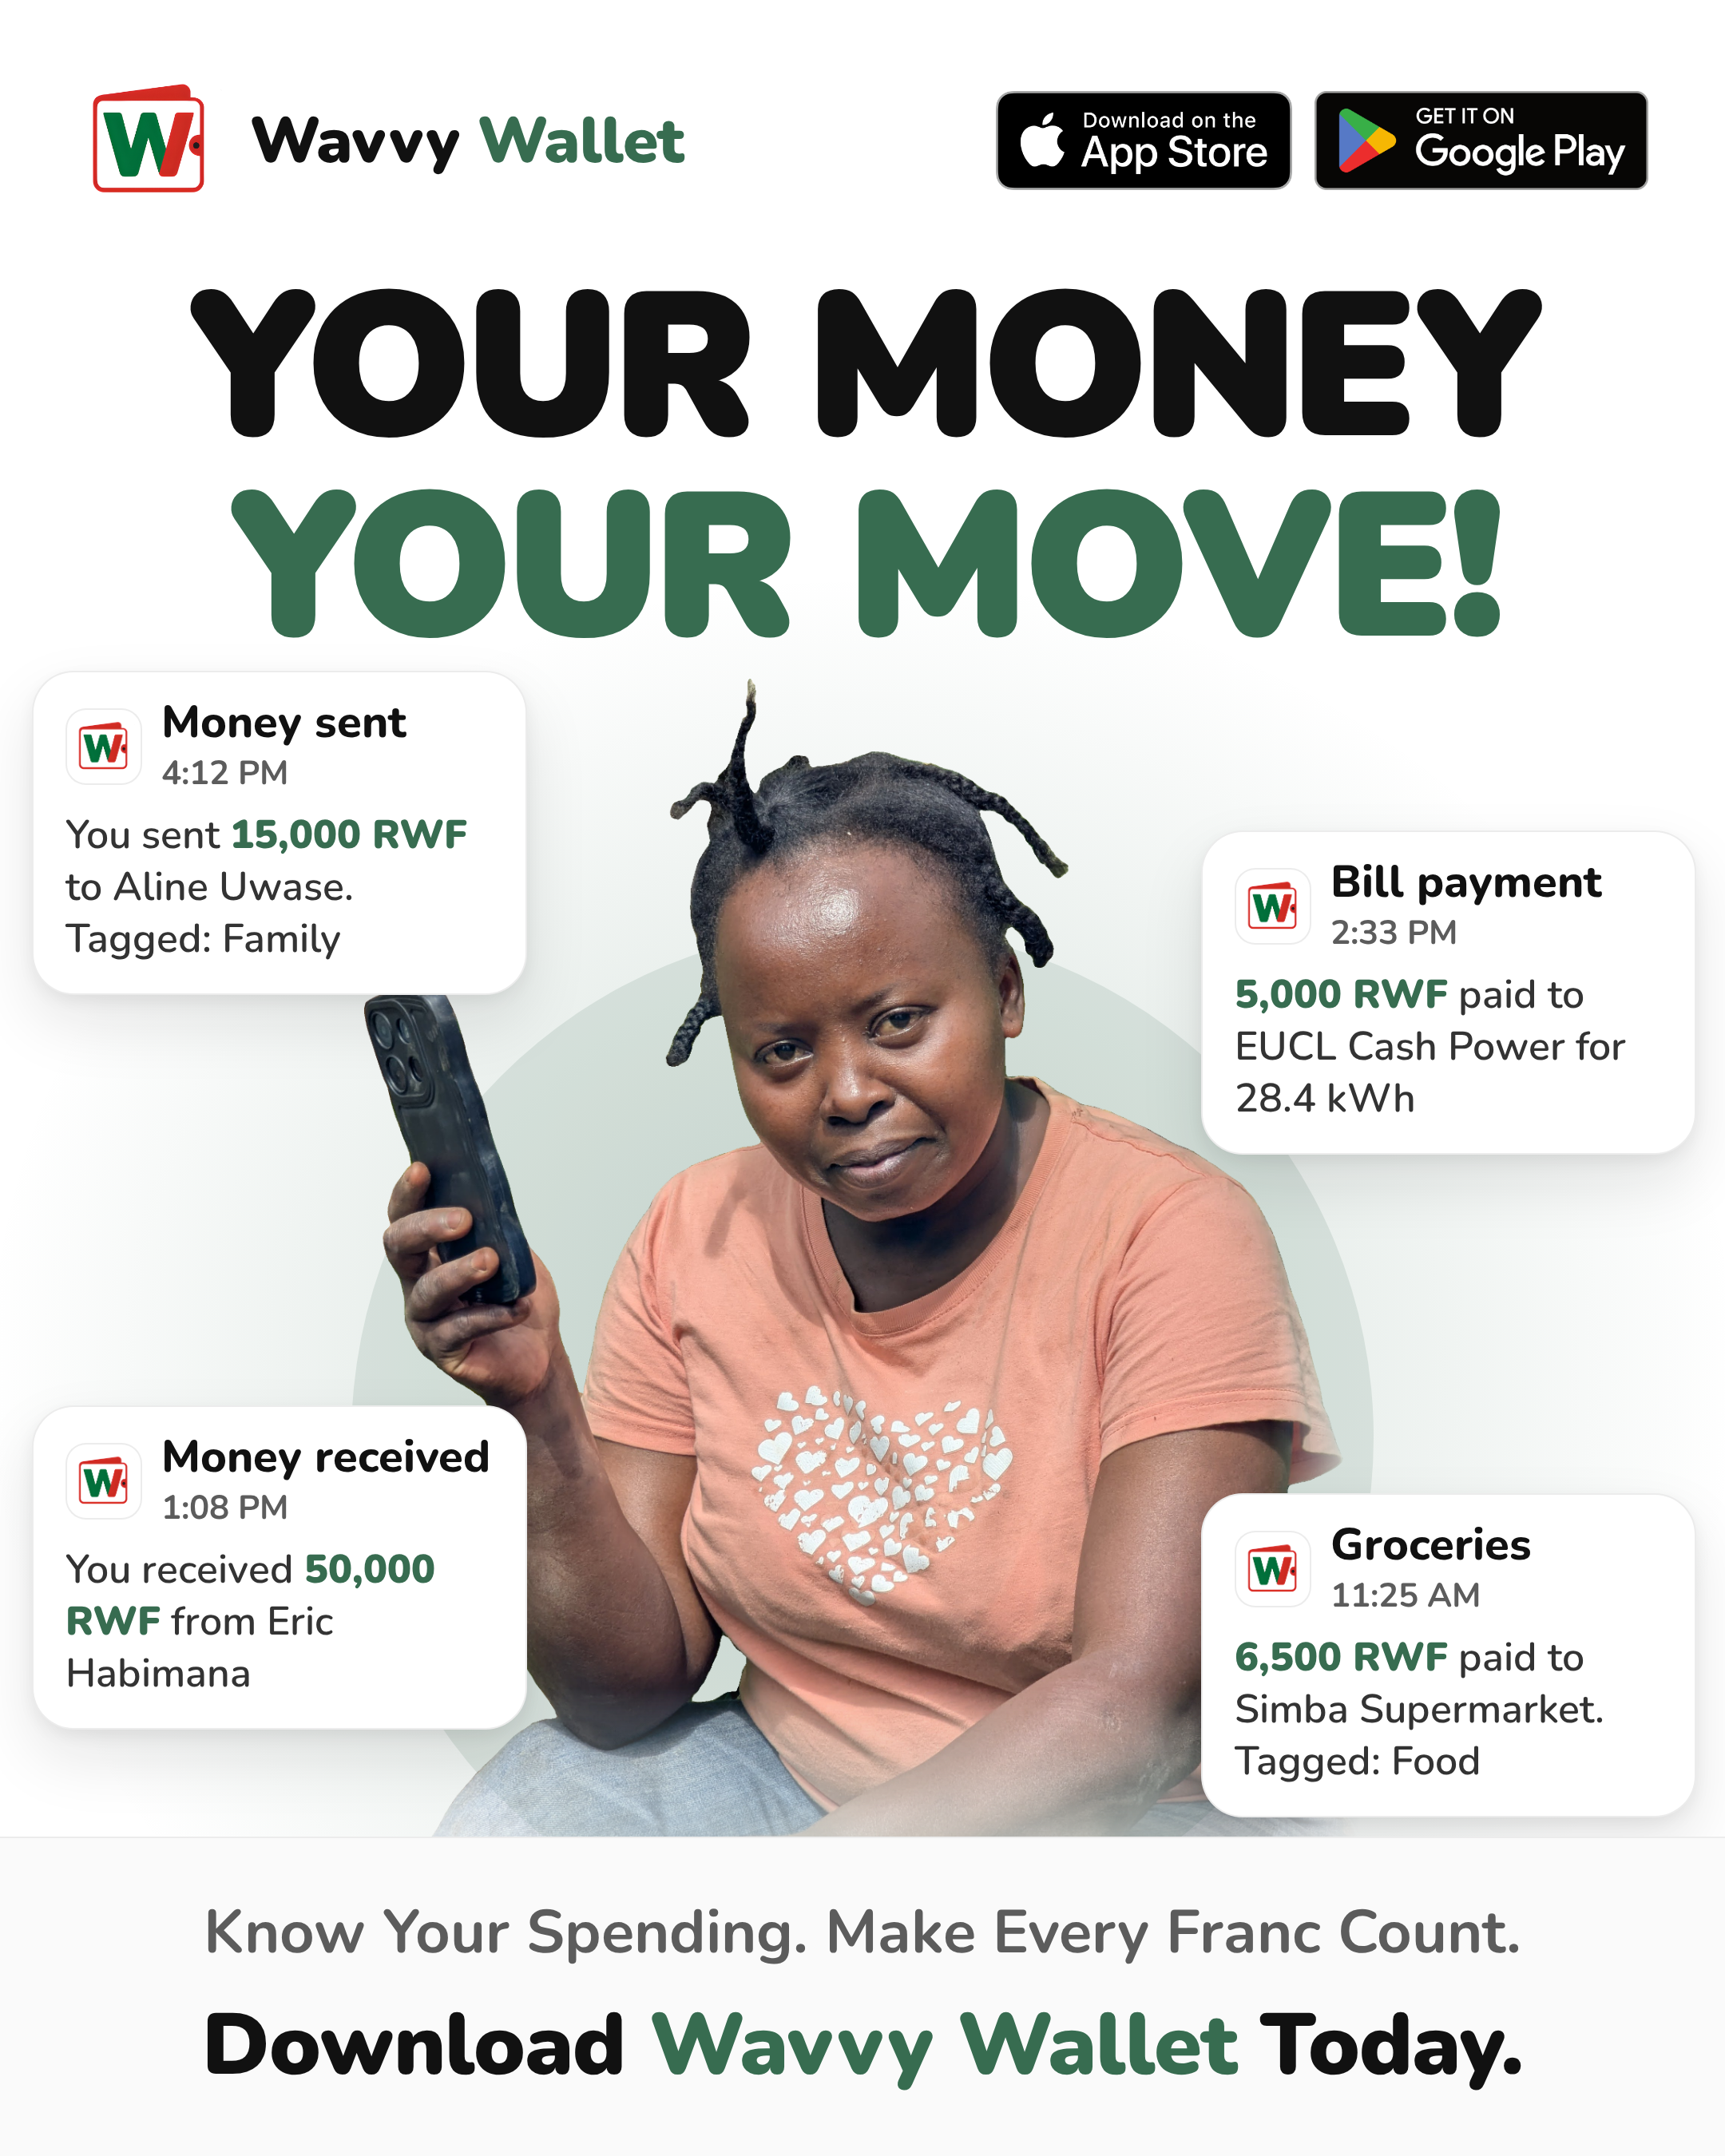 W
Wavvy Wallet
Download on the
App Store
GET IT ON
Google Play
YOUR MONEY
YOUR MOVE!
W
Money sent
4:12 PM
You sent 15,000 RWF
to Aline Uwase.
Tagged: Family
W
Bill payment
2:33 PM
5,000 RWF paid to
EUCL Cash Power for
28.4 kWh
W
Money received
1:08 PM
You received 50,000
RWF from Eric
Habimana
W
Groceries
11:25 AM
6,500 RWF paid to
Simba Supermarket.
Tagged: Food
Know Your Spending. Make Every Franc Count.
Download Wavvy Wallet Today.